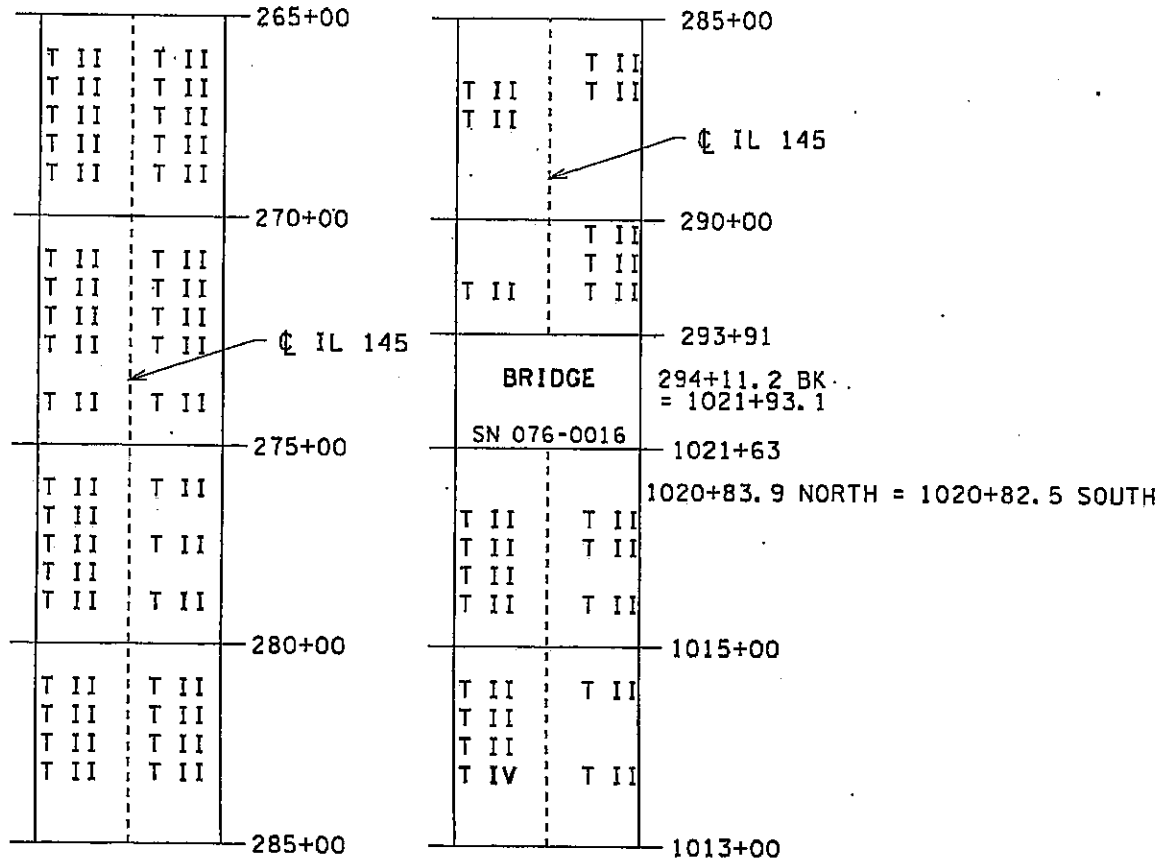 265+00
T II T II
T II T II
T II T II
T II T II
T II T II
270+00
T II T II
T II T II
T II T II
T II T II
℄ IL 145
T II T II
275+00
T II T II
T II
T II T II
T II
T II T II
280+00
T II T II
T II T II
T II T II
T II T II
285+00
285+00
T II
T II T II
T II
℄ IL 145
290+00
T II
T II
T II T II
293+91
BRIDGE
294+11.2 BK
= 1021+93.1
SN 076-0016
1021+63
1020+83.9 NORTH = 1020+82.5 SOUTH
T II T II
T II T II
T II
T II T II
1015+00
T II T II
T II
T II
T IV T II
1013+00